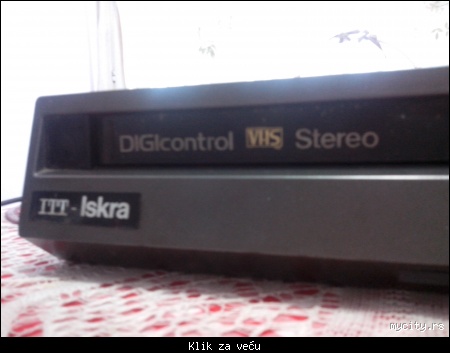 DIGIcontrol VHS Stereo
ITT - Iskra
mycity.rs
Klik za veću